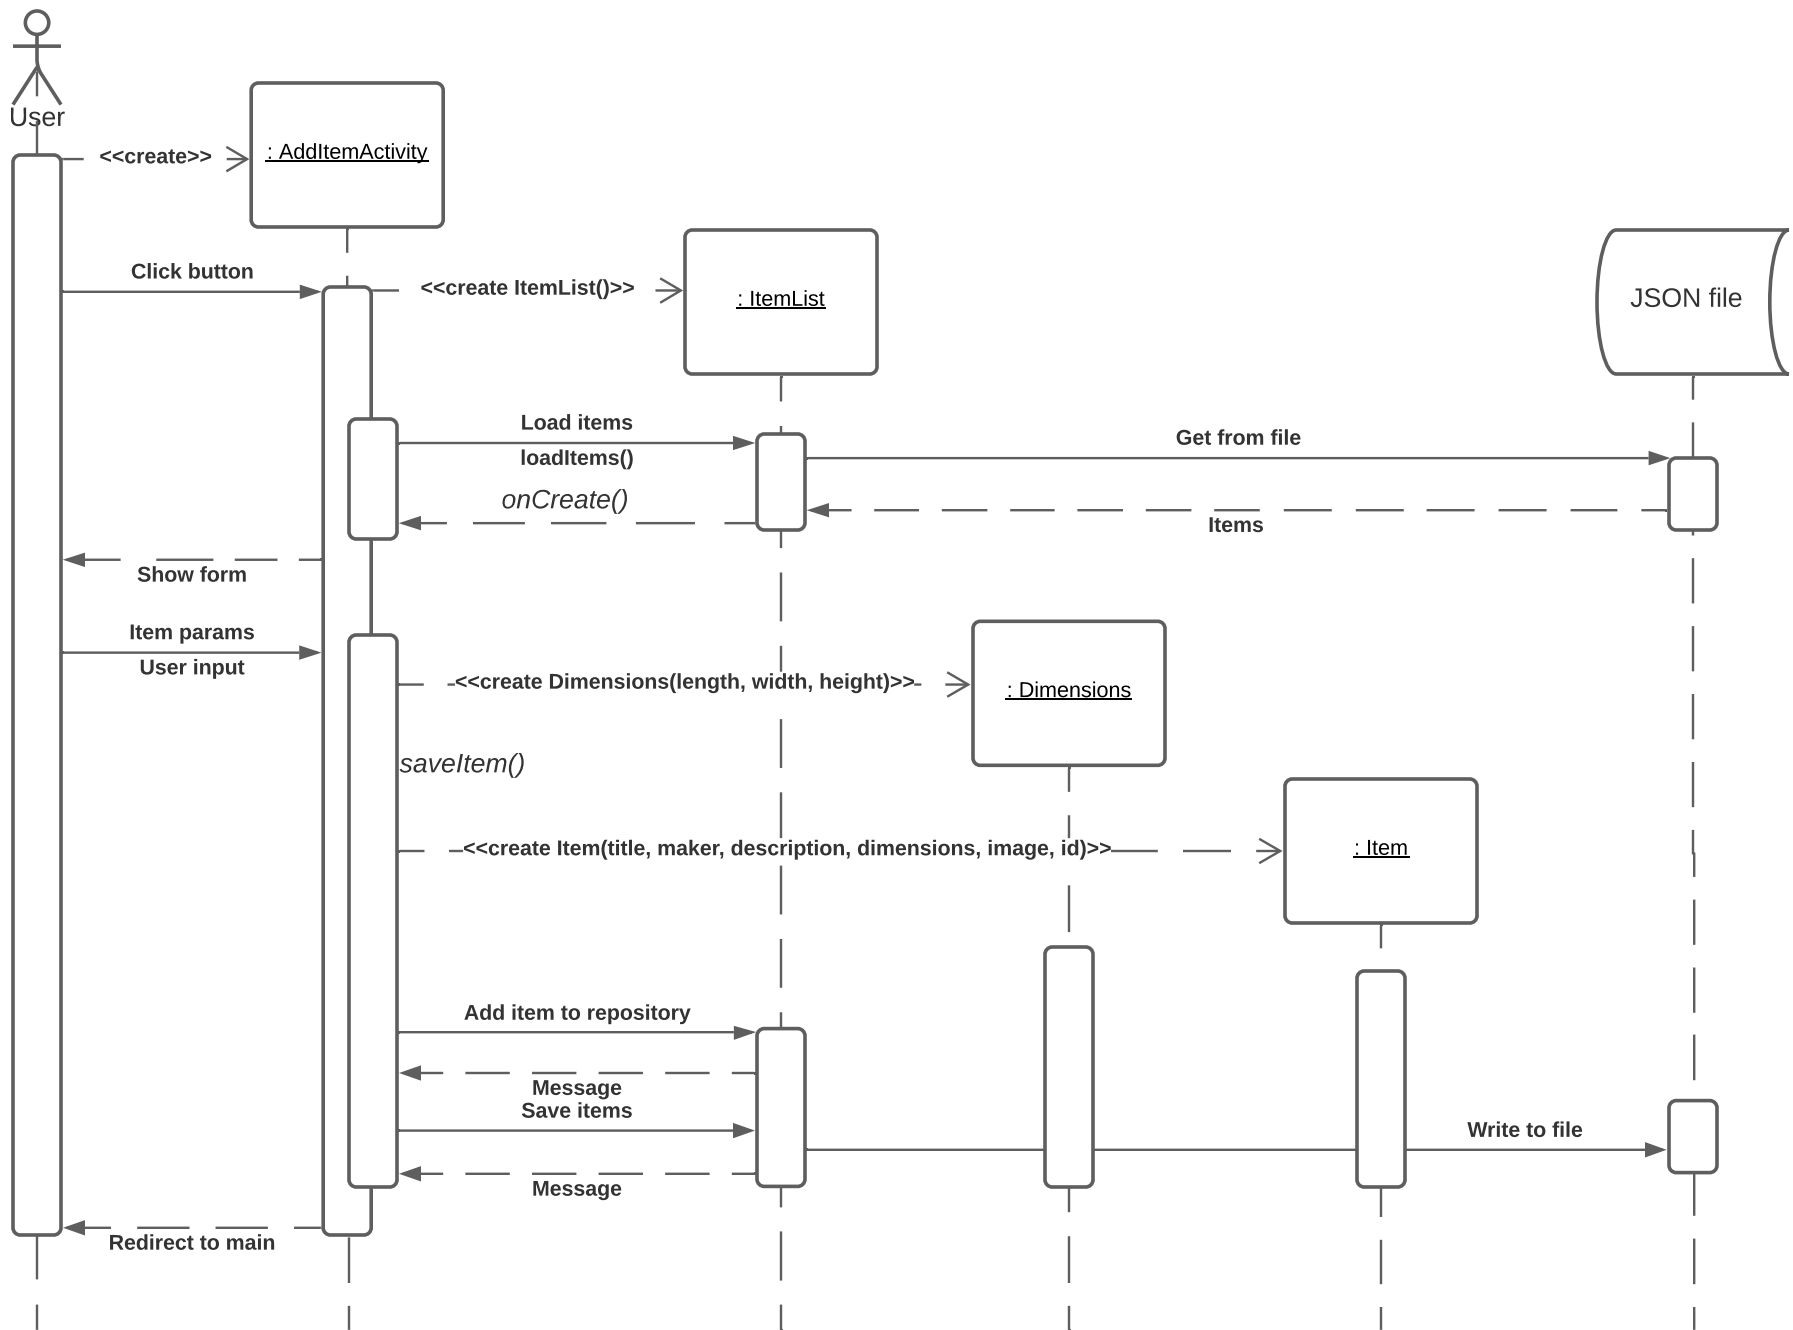 User
<<create>>
: AddItemActivity
Click button
<<create ItemList()>>
: ItemList
JSON file
Load items
loadItems()
Get from file
onCreate()
Items
Show form
Item params
User input
<<create Dimensions(length, width, height)>>
: Dimensions
saveItem()
<<create Item(title, maker, description, dimensions, image, id)>>
: Item
Add item to repository
Message
Save items
Write to file
Message
Redirect to main